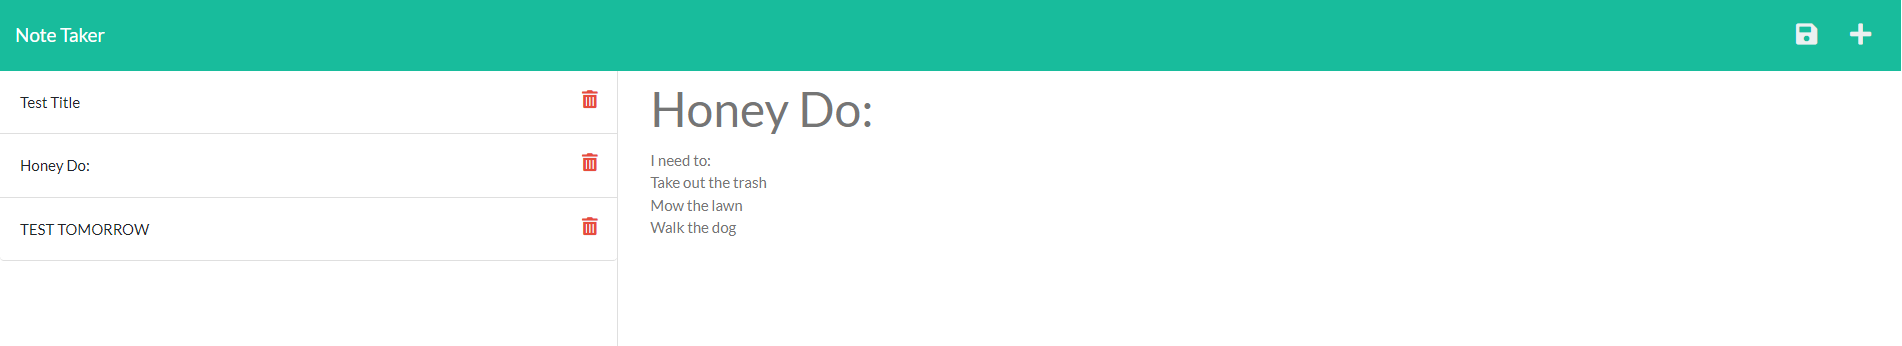 Note Taker
Test Title
Honey Do:
TEST TOMORROW
Honey Do:
I need to:
Take out the trash
Mow the lawn
Walk the dog